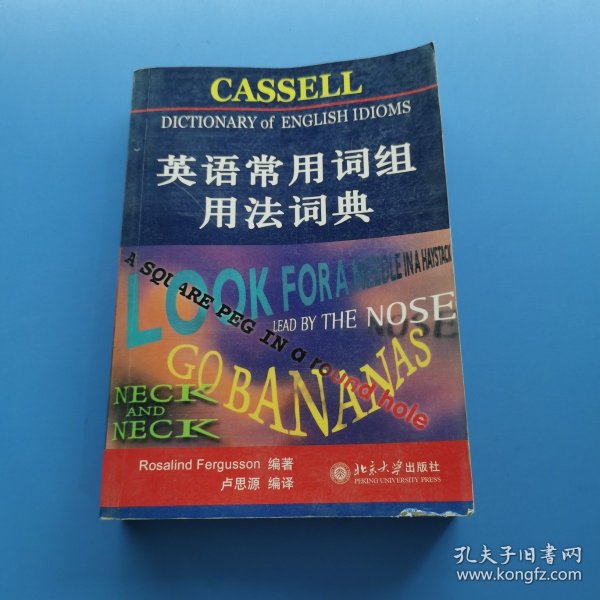 CASSELL
DICTIONARY of ENGLISH IDIOMS
英语常用词组
用法词典
LOOK FOR A NEEDLE IN A HAYSTACK
A SQUARE PEG IN a round hole
LEAD BY THE NOSE
NOSE
GO BANANAS
NECK
AND
NECK
Rosalind Fergusson 编著
卢思源 编译
北京大学出版社
PEKING UNIVERSITY PRESS
孔夫子旧书网
www.kongfz.com